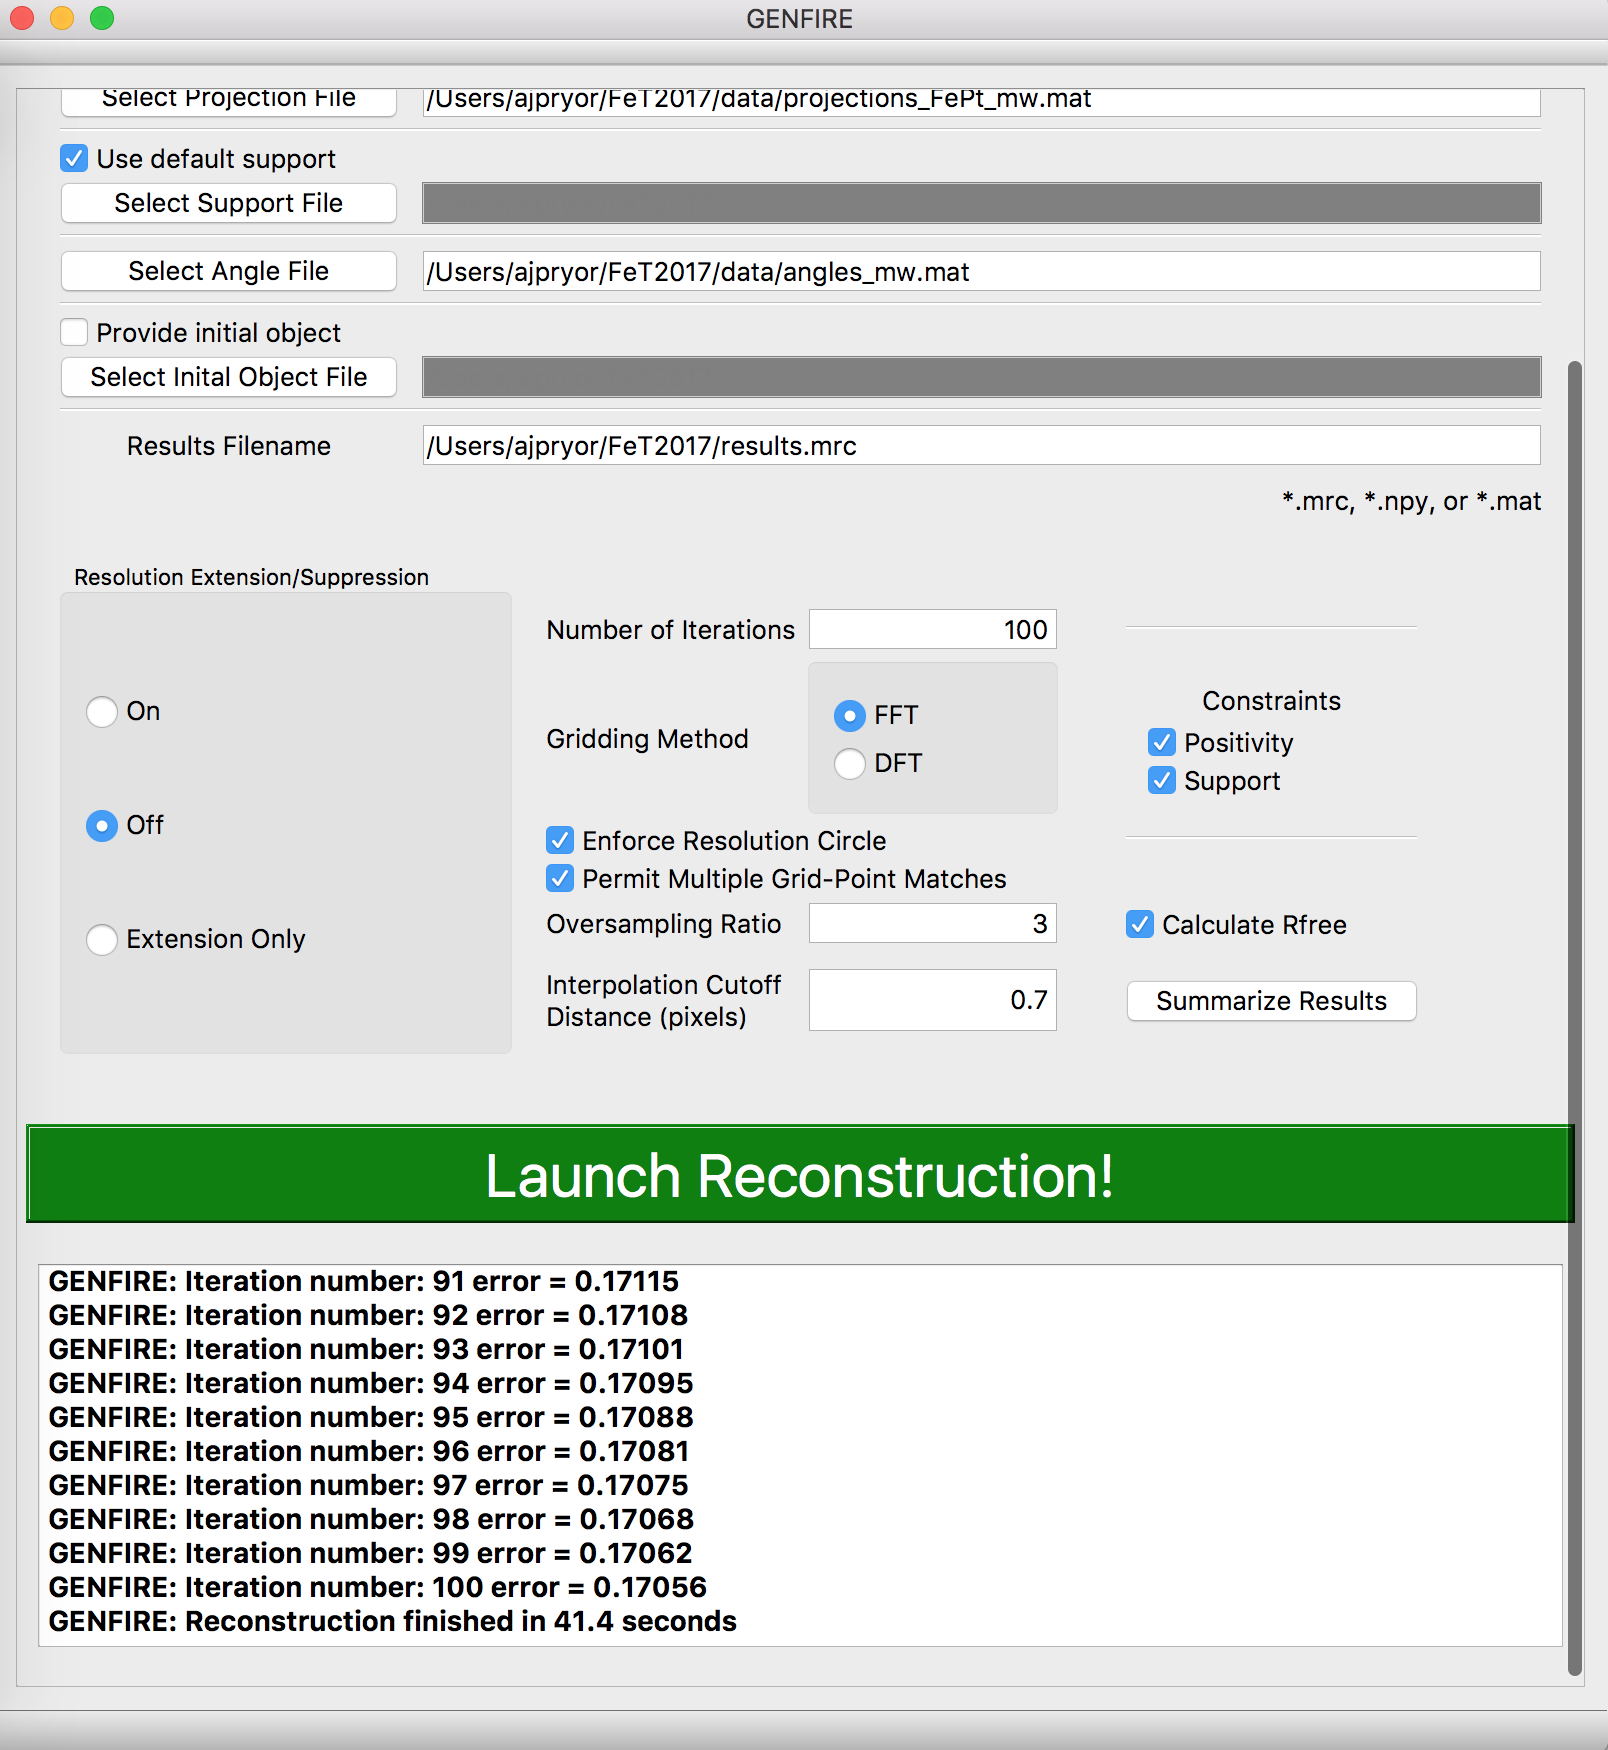 GENFIRE
Select Projection File /Users/ajpryor/FeT2017/data/projections_FePt_mw.mat
Use default support
Select Support File
Select Angle File /Users/ajpryor/FeT2017/data/angles_mw.mat
Provide initial object
Select Inital Object File
Results Filename /Users/ajpryor/FeT2017/results.mrc
*.mrc, *.npy, or *.mat
Resolution Extension/Suppression
On
Off
Extension Only
Number of Iterations 100
Gridding Method
FFT
DFT
Enforce Resolution Circle
Permit Multiple Grid-Point Matches
Oversampling Ratio 3
Interpolation Cutoff
Distance (pixels) 0.7
Constraints
Positivity
Support
Calculate Rfree
Summarize Results
Launch Reconstruction!
GENFIRE: Iteration number: 91 error = 0.17115
GENFIRE: Iteration number: 92 error = 0.17108
GENFIRE: Iteration number: 93 error = 0.17101
GENFIRE: Iteration number: 94 error = 0.17095
GENFIRE: Iteration number: 95 error = 0.17088
GENFIRE: Iteration number: 96 error = 0.17081
GENFIRE: Iteration number: 97 error = 0.17075
GENFIRE: Iteration number: 98 error = 0.17068
GENFIRE: Iteration number: 99 error = 0.17062
GENFIRE: Iteration number: 100 error = 0.17056
GENFIRE: Reconstruction finished in 41.4 seconds